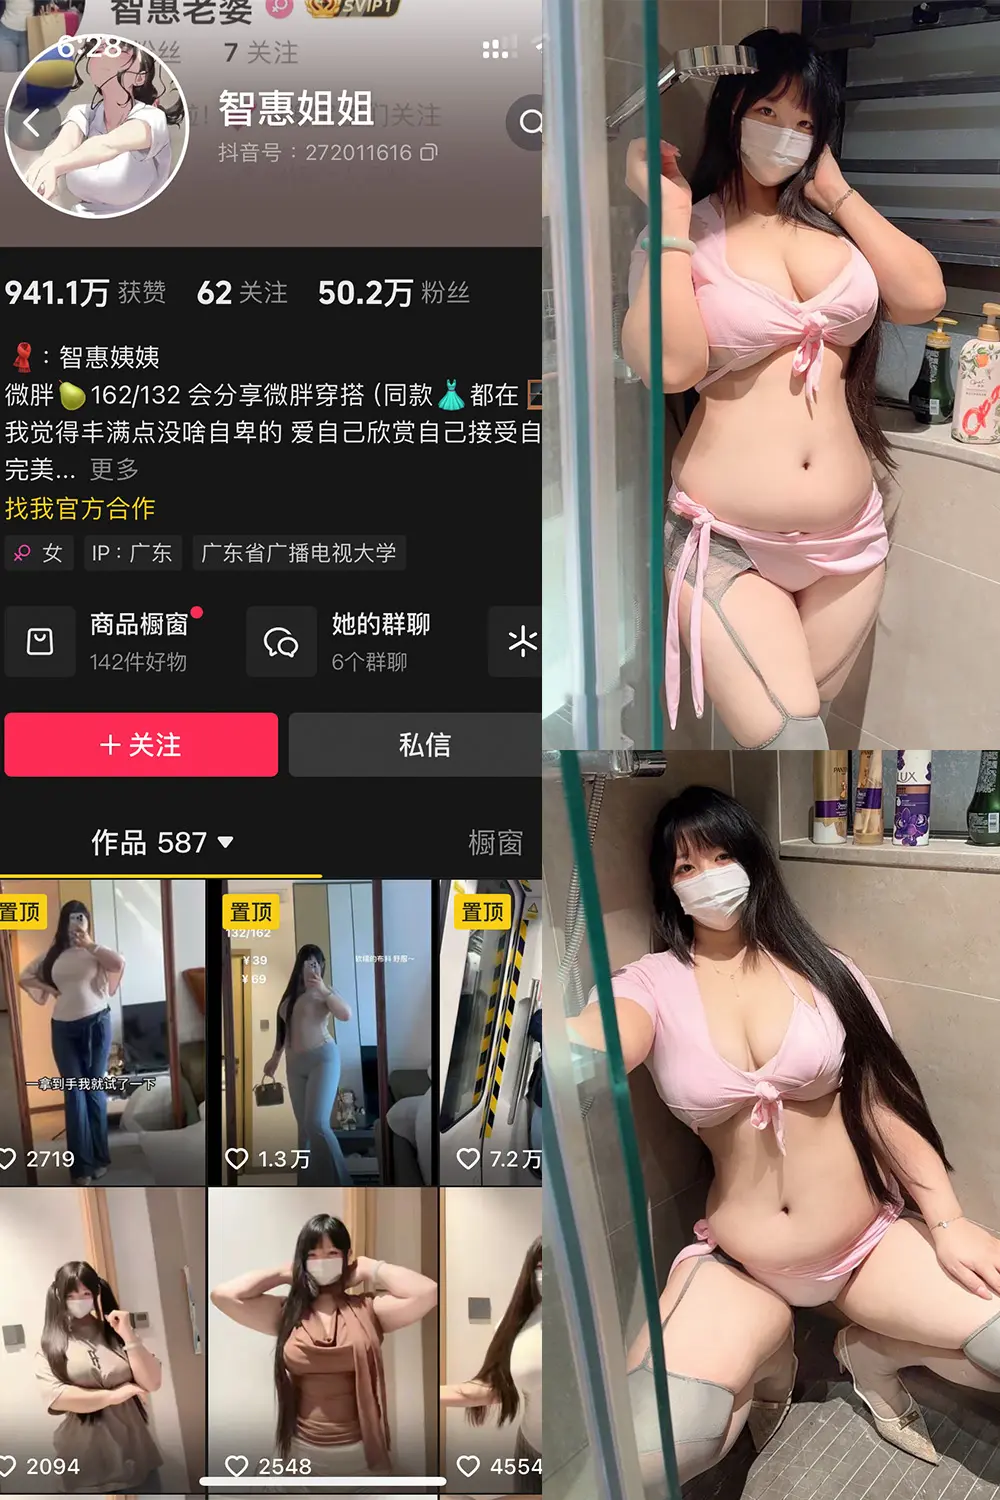 智惠老婆
SVIP1
6:28
粉丝
7 关注
智惠姐姐
们关注
抖音号：272011616
941.1万 获赞 62 关注 50.2万 粉丝
：智惠姨姨
微胖🍐162/132 会分享微胖穿搭（同款👗都在
我觉得丰满点没啥自卑的 爱自己欣赏自己接受自
完美... 更多
找我官方合作
女 IP：广东 广东省广播电视大学
商品橱窗
142件好物
她的群聊
6个群聊
＋关注
私信
作品 587
橱窗
置顶
一拿到手我就试了一下
2719
置顶
132/162
￥39
￥69
1.3万
置顶
7.2万
2094
2548
4554
LUX